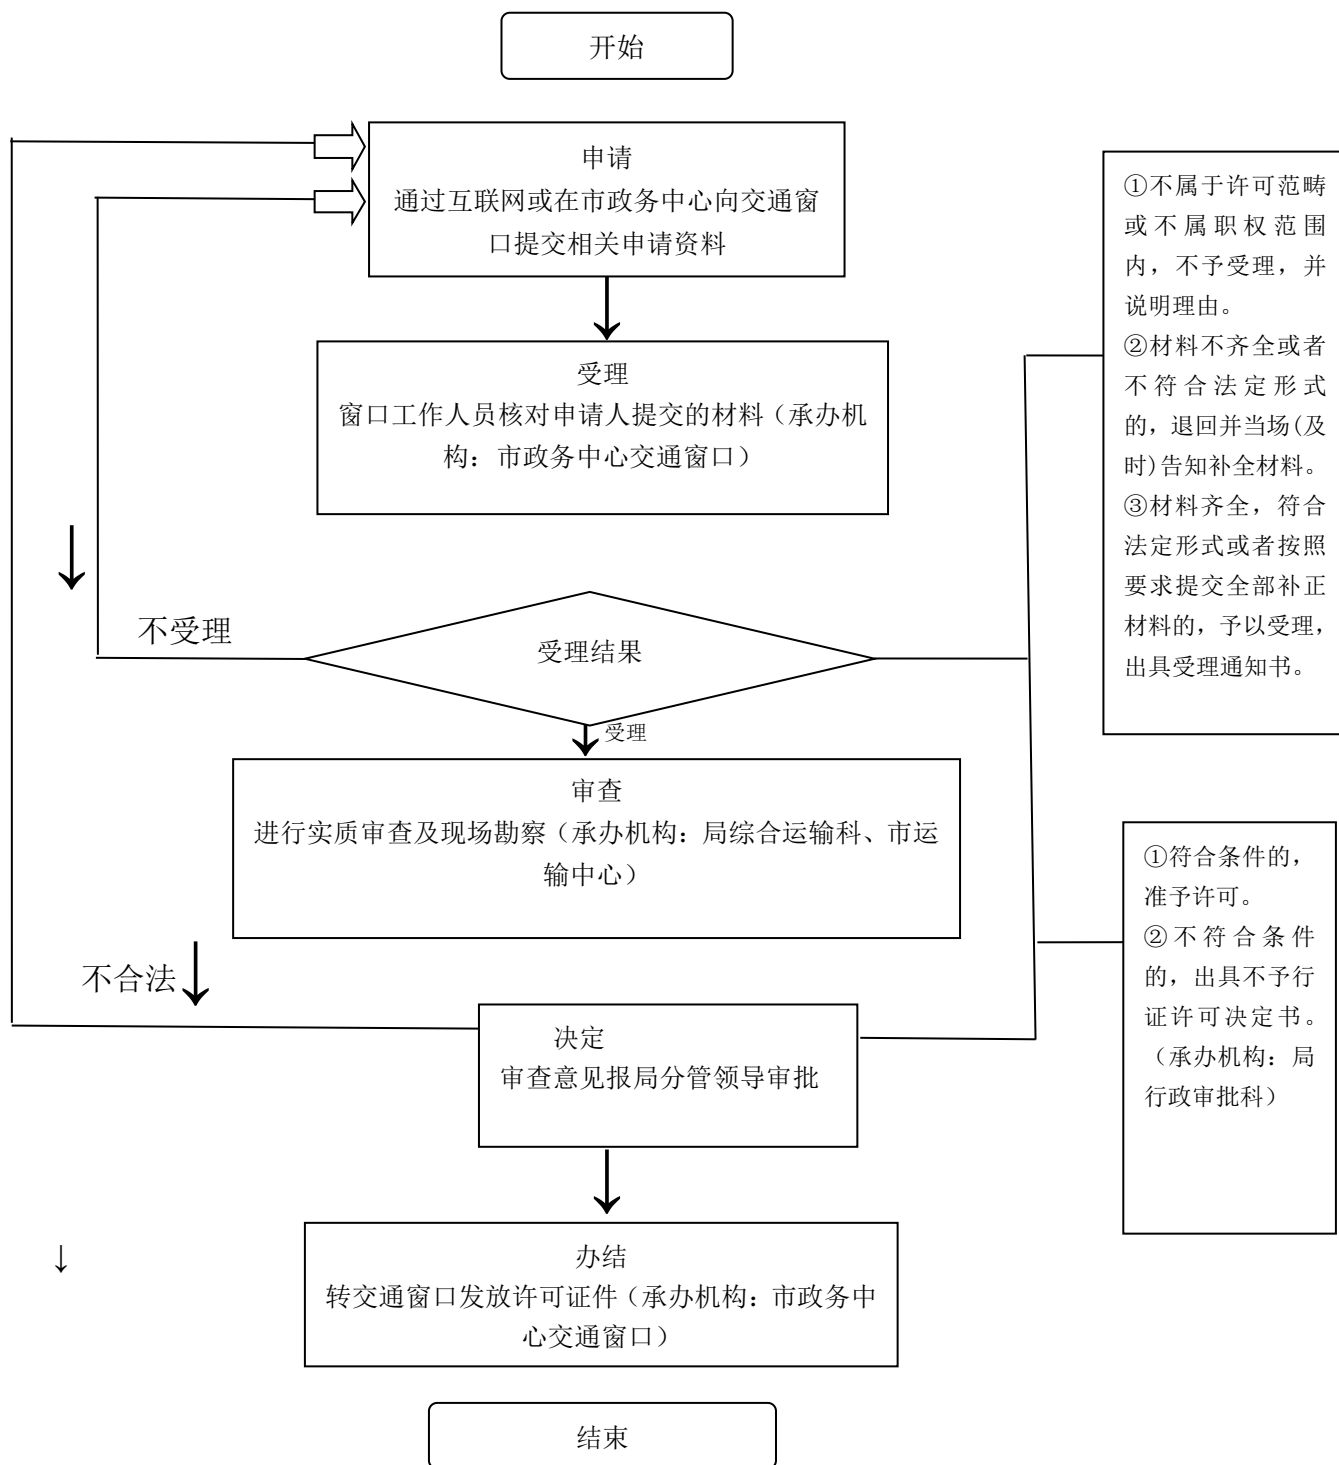 开始
申请
通过互联网或在市政务中心向交通窗
口提交相关申请资料
①不属于许可范畴
或不属职权范围
内，不予受理，并
说明理由。
②材料不齐全或者
不符合法定形式
的，退回并当场(及
时)告知补全材料。
③材料齐全，符合
法定形式或者按照
要求提交全部补正
材料的，予以受理，
出具受理通知书。
受理
窗口工作人员核对申请人提交的材料（承办机
构：市政务中心交通窗口）
↓
不受理
受理结果
受理
审查
进行实质审查及现场勘察（承办机构：局综合运输科、市运
输中心）
①符合条件的，
准予许可。
②不符合条件
的，出具不予行
证许可决定书。
（承办机构：局
行政审批科）
不合法
决定
审查意见报局分管领导审批
办结
转交通窗口发放许可证件（承办机构：市政务中
心交通窗口）
↓
结束